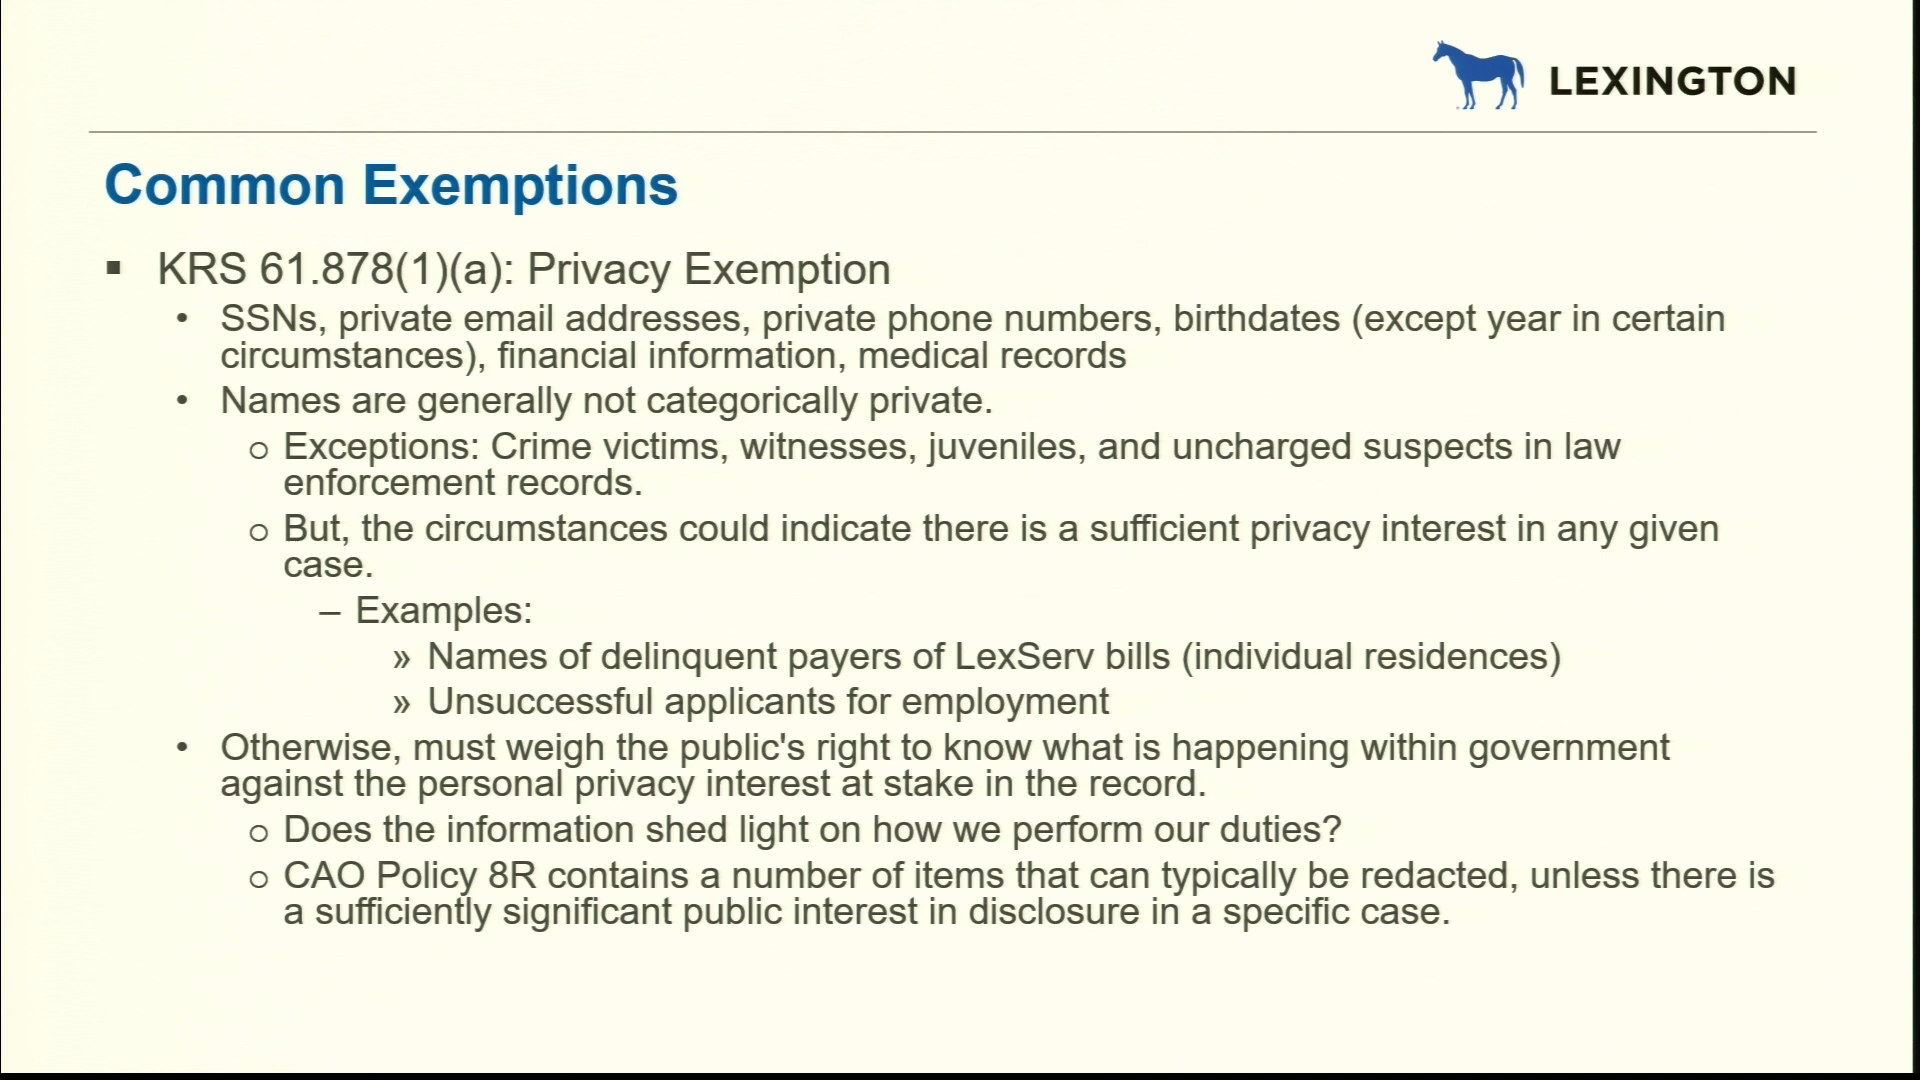 LEXINGTON
Common Exemptions
▪ KRS 61.878(1)(a): Privacy Exemption
• SSNs, private email addresses, private phone numbers, birthdates (except year in certain
circumstances), financial information, medical records
• Names are generally not categorically private.
o Exceptions: Crime victims, witnesses, juveniles, and uncharged suspects in law
enforcement records.
o But, the circumstances could indicate there is a sufficient privacy interest in any given
case.
– Examples:
» Names of delinquent payers of LexServ bills (individual residences)
» Unsuccessful applicants for employment
• Otherwise, must weigh the public's right to know what is happening within government
against the personal privacy interest at stake in the record.
o Does the information shed light on how we perform our duties?
o CAO Policy 8R contains a number of items that can typically be redacted, unless there is
a sufficiently significant public interest in disclosure in a specific case.